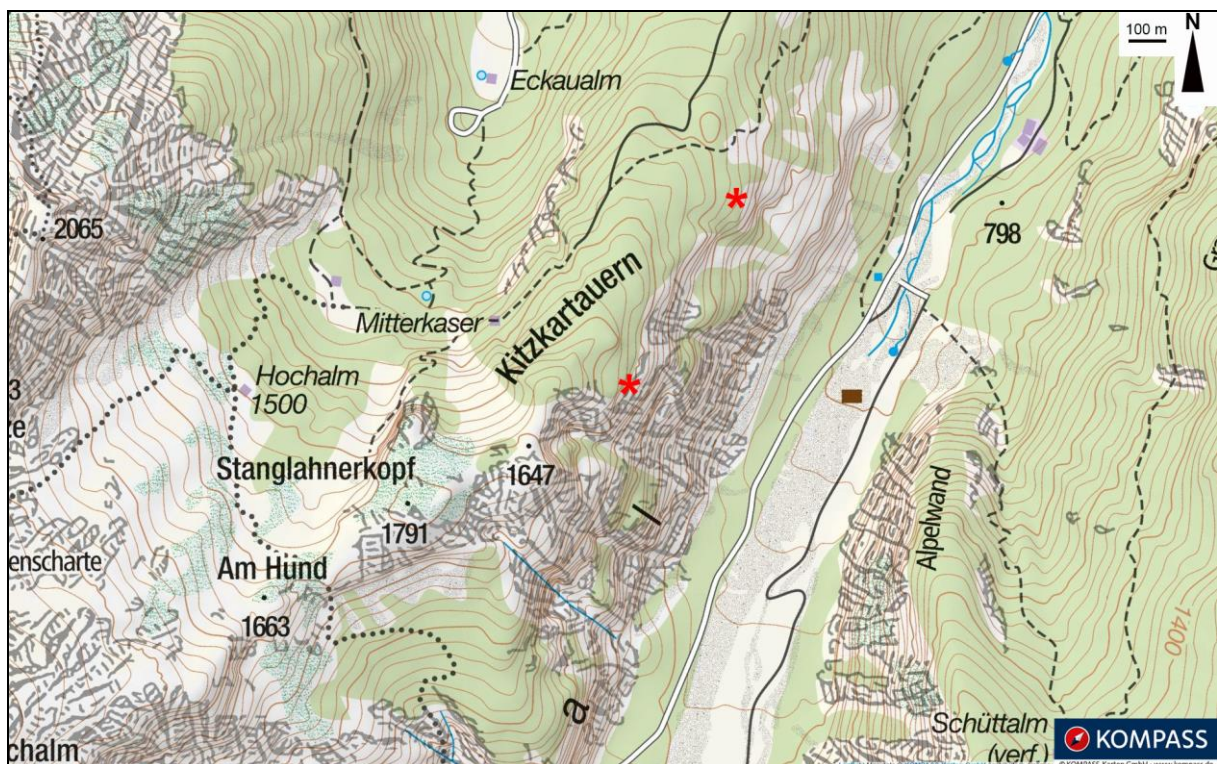 100 m
N
Eckaualm
2065
798
Kitzkartauern
Mitterkaser
Hochalm
1500
Stanglahnerkopf
1647
1791
enscharte
Am Hund
1663
l
a
Alpelwand
1400
Schüttalm
(verf.)
chalm
KOMPASS